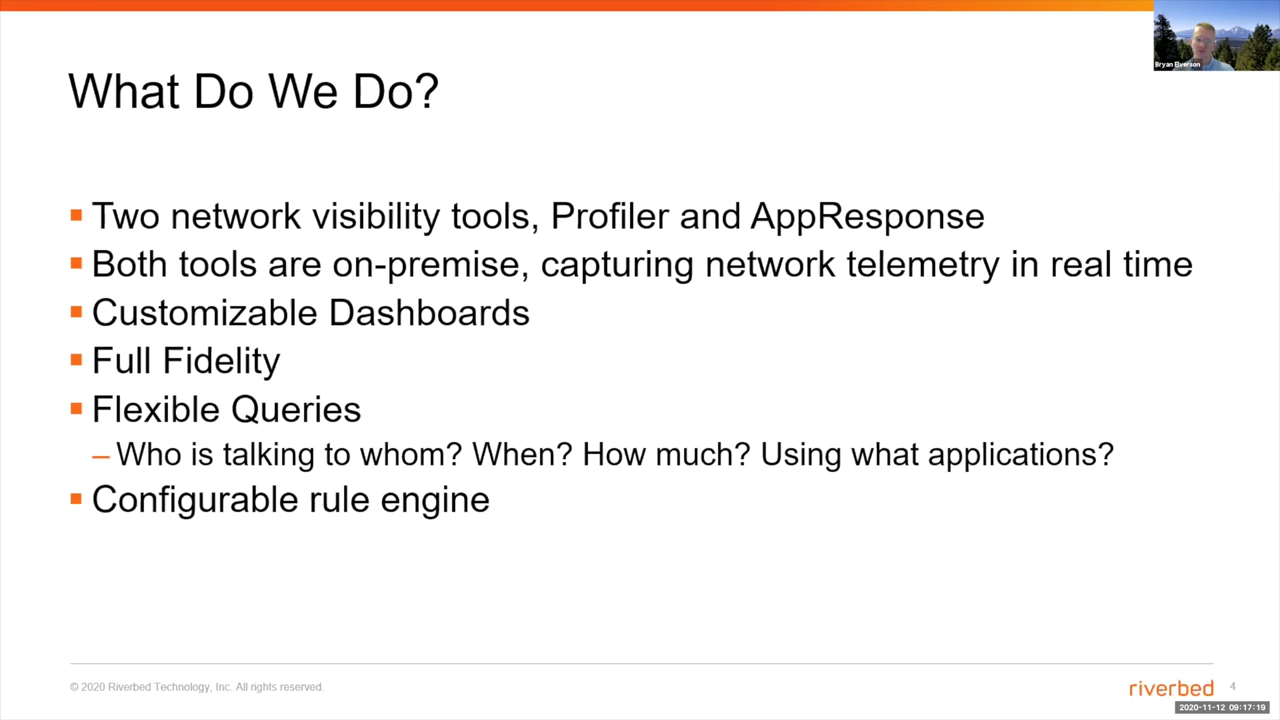 Bryan Elverson
What Do We Do?
Two network visibility tools, Profiler and AppResponse
Both tools are on-premise, capturing network telemetry in real time
Customizable Dashboards
Full Fidelity
Flexible Queries
– Who is talking to whom? When? How much? Using what applications?
Configurable rule engine
© 2020 Riverbed Technology, Inc. All rights reserved.
riverbed 4
2020-11-12 09:17:19